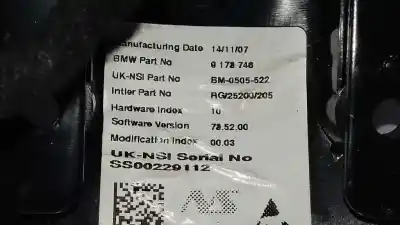 Manufacturing Date 14/11/07
BMW Part No 9 178 746
UK-NSI Part No BM-0505-522
Intier Part No RG/25200/205
Hardware Index 10
Software Version 78.52.00
Modification Index 00.03
UK-NSI Serial No
SS00229112